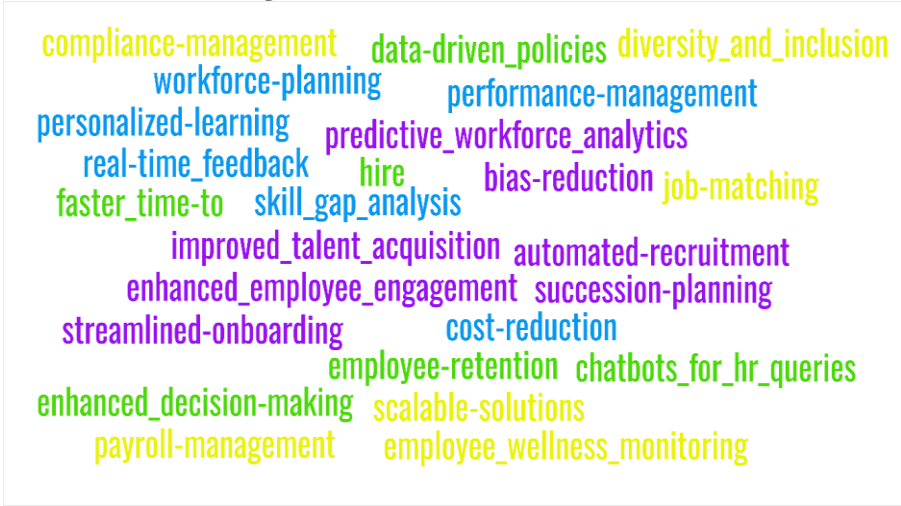 compliance-management data-driven_policies diversity_and_inclusion
workforce-planning performance-management
personalized-learning predictive_workforce_analytics
real-time_feedback hire bias-reduction job-matching
faster_time-to skill_gap_analysis
improved_talent_acquisition automated-recruitment
enhanced_employee_engagement succession-planning
streamlined-onboarding cost-reduction
employee-retention chatbots_for_hr_queries
enhanced_decision-making scalable-solutions
payroll-management employee_wellness_monitoring